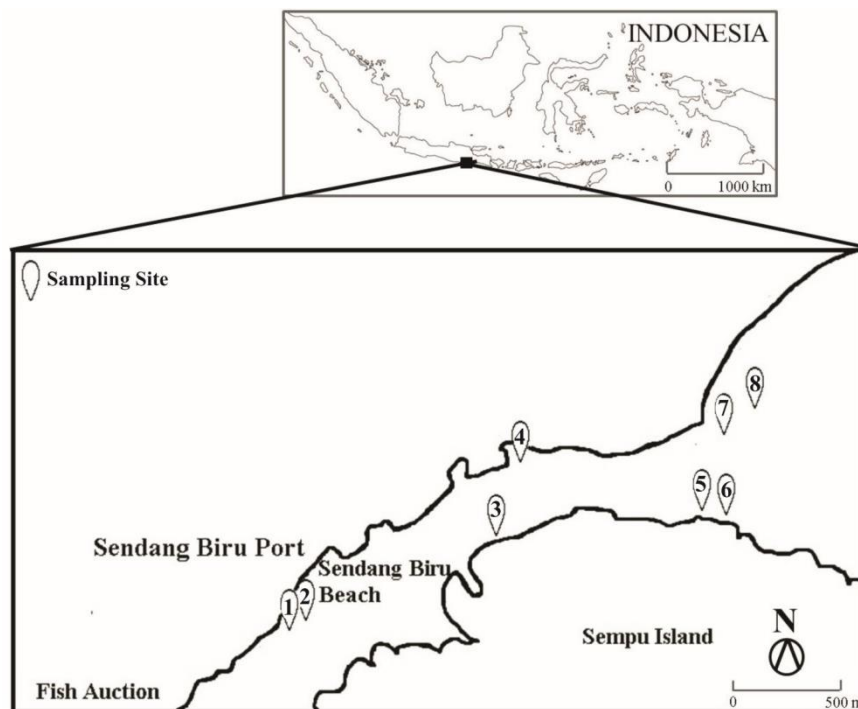 INDONESIA
0 1000 km
Sampling Site
8
7
4
5 6
3
Sendang Biru Port
Sendang Biru
Beach
1 2
N
Sempu Island
Fish Auction
0 500 m